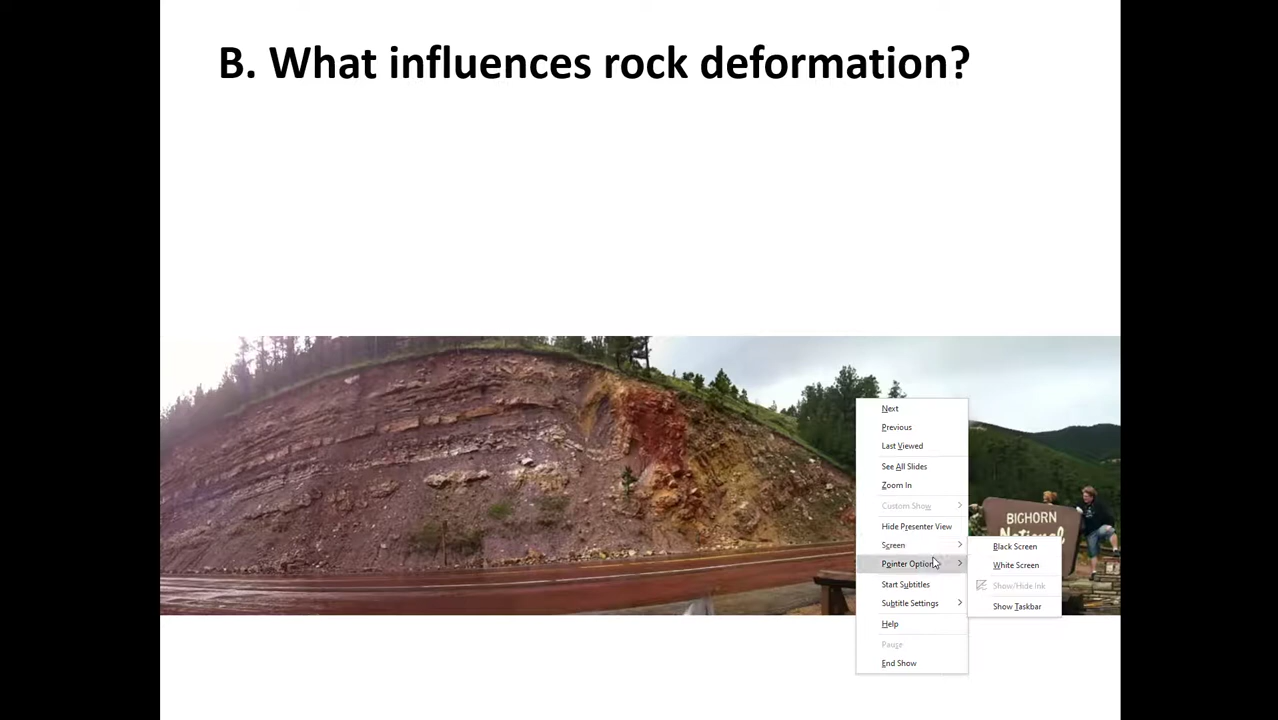 B. What influences rock deformation?
Next
Previous
Last Viewed
See All Slides
Zoom In
Custom Show
Hide Presenter View
Screen
Pointer Option
Start Subtitles
Subtitle Settings
Help
Pause
End Show
Black Screen
White Screen
Show/Hide Ink
Show Taskbar
BIGHORN
National